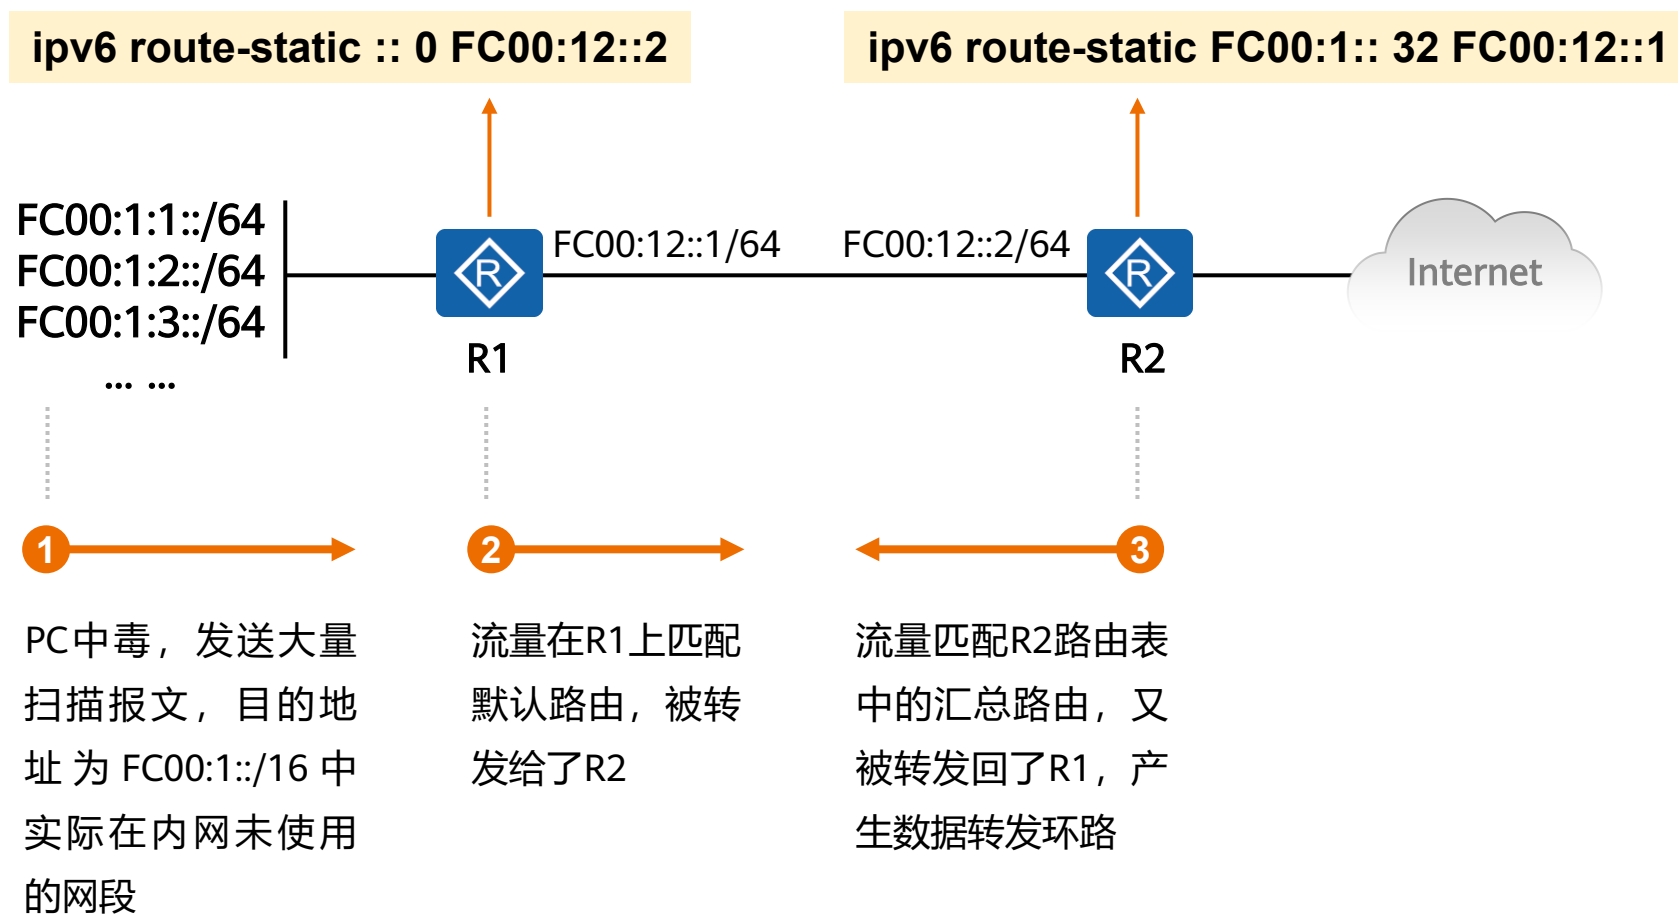 ipv6 route-static :: 0 FC00:12::2
ipv6 route-static FC00:1:: 32 FC00:12::1
FC00:1:1::/64
FC00:1:2::/64
FC00:1:3::/64
... ...
R
R1
FC00:12::1/64
FC00:12::2/64
R
R2
Internet
1
PC中毒，发送大量
扫描报文，目的地
址 为 FC00:1::/16 中
实际在内网未使用
的网段
2
流量在R1上匹配
默认路由，被转
发给了R2
3
流量匹配R2路由表
中的汇总路由，又
被转发回了R1，产
生数据转发环路